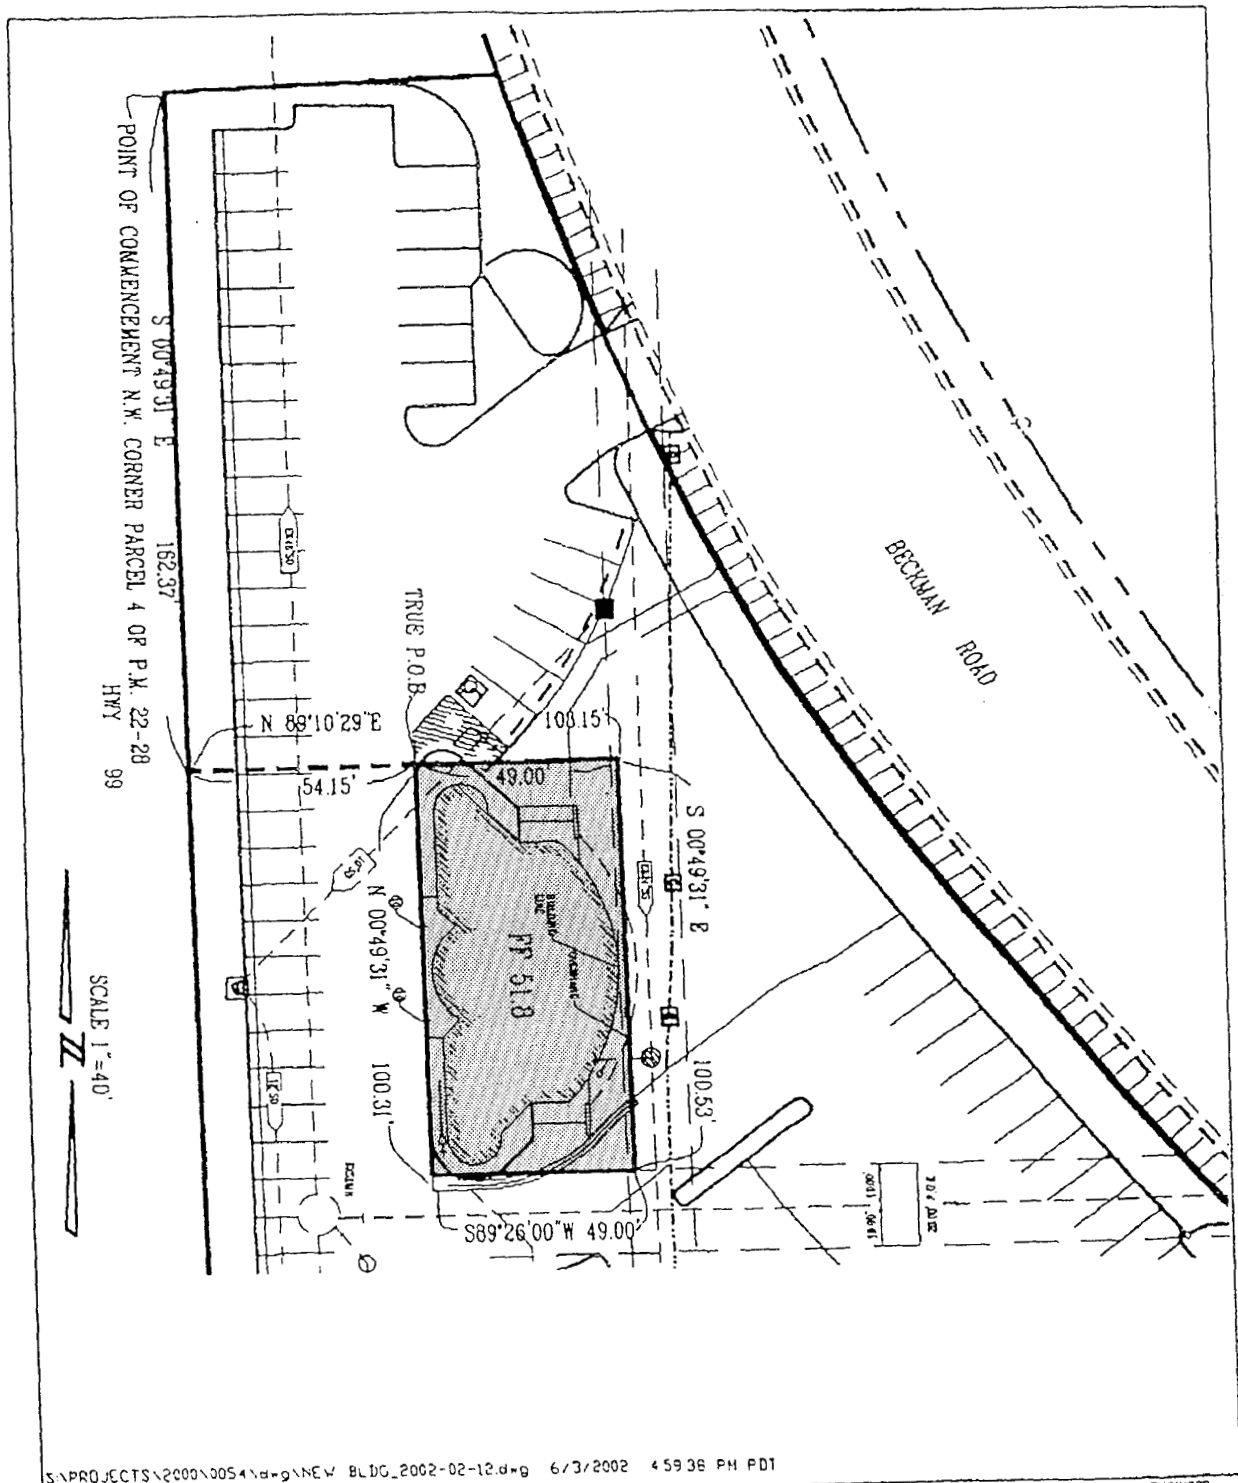 POINT OF COMMENCEMENT N.W. CORNER PARCEL 4 OF P.M. 22-28
S 00°49'31" E 162.37'
HWY 99
BECKMAN ROAD
TRUE P.O.B.
N 89°10'29"E
54.15'
103.15'
49.00'
S 00°49'31" E
100.53'
N 00°49'31" W
100.31'
BUILDING
FF 51.8
S89°26'00"W 49.00'
SCALE 1"=40'
S:\PROJECTS\2000\0054\dwg\NEW BLDG_2002-02-12.dwg 6/3/2002 4:59:38 PM PDT